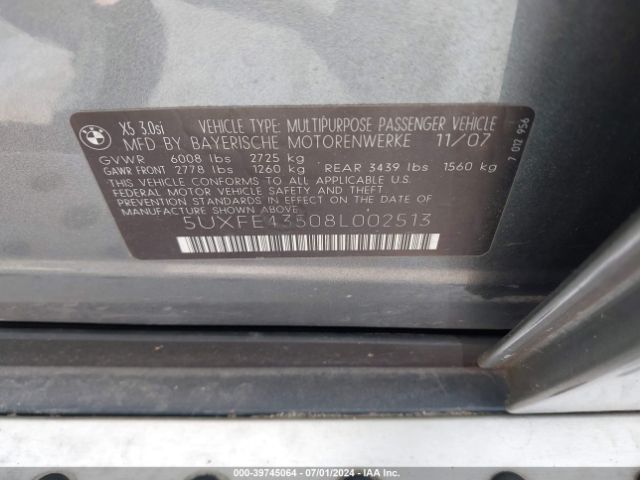 BMW
X5 3.0si
VEHICLE TYPE: MULTIPURPOSE PASSENGER VEHICLE
MFD BY BAYERISCHE MOTORENWERKE 11/07
GVWR 6008 lbs 2725 kg
GAWR FRONT 2778 lbs 1260 kg REAR 3439 lbs 1560 kg
THIS VEHICLE CONFORMS TO ALL APPLICABLE U.S.
FEDERAL MOTOR VEHICLE SAFETY AND THEFT
PREVENTION STANDARDS IN EFFECT ON THE DATE OF
MANUFACTURE SHOWN ABOVE.
5UXFE43508L002513
7 012 956
000-39745064 / 07/01/2024 - IAA Inc.